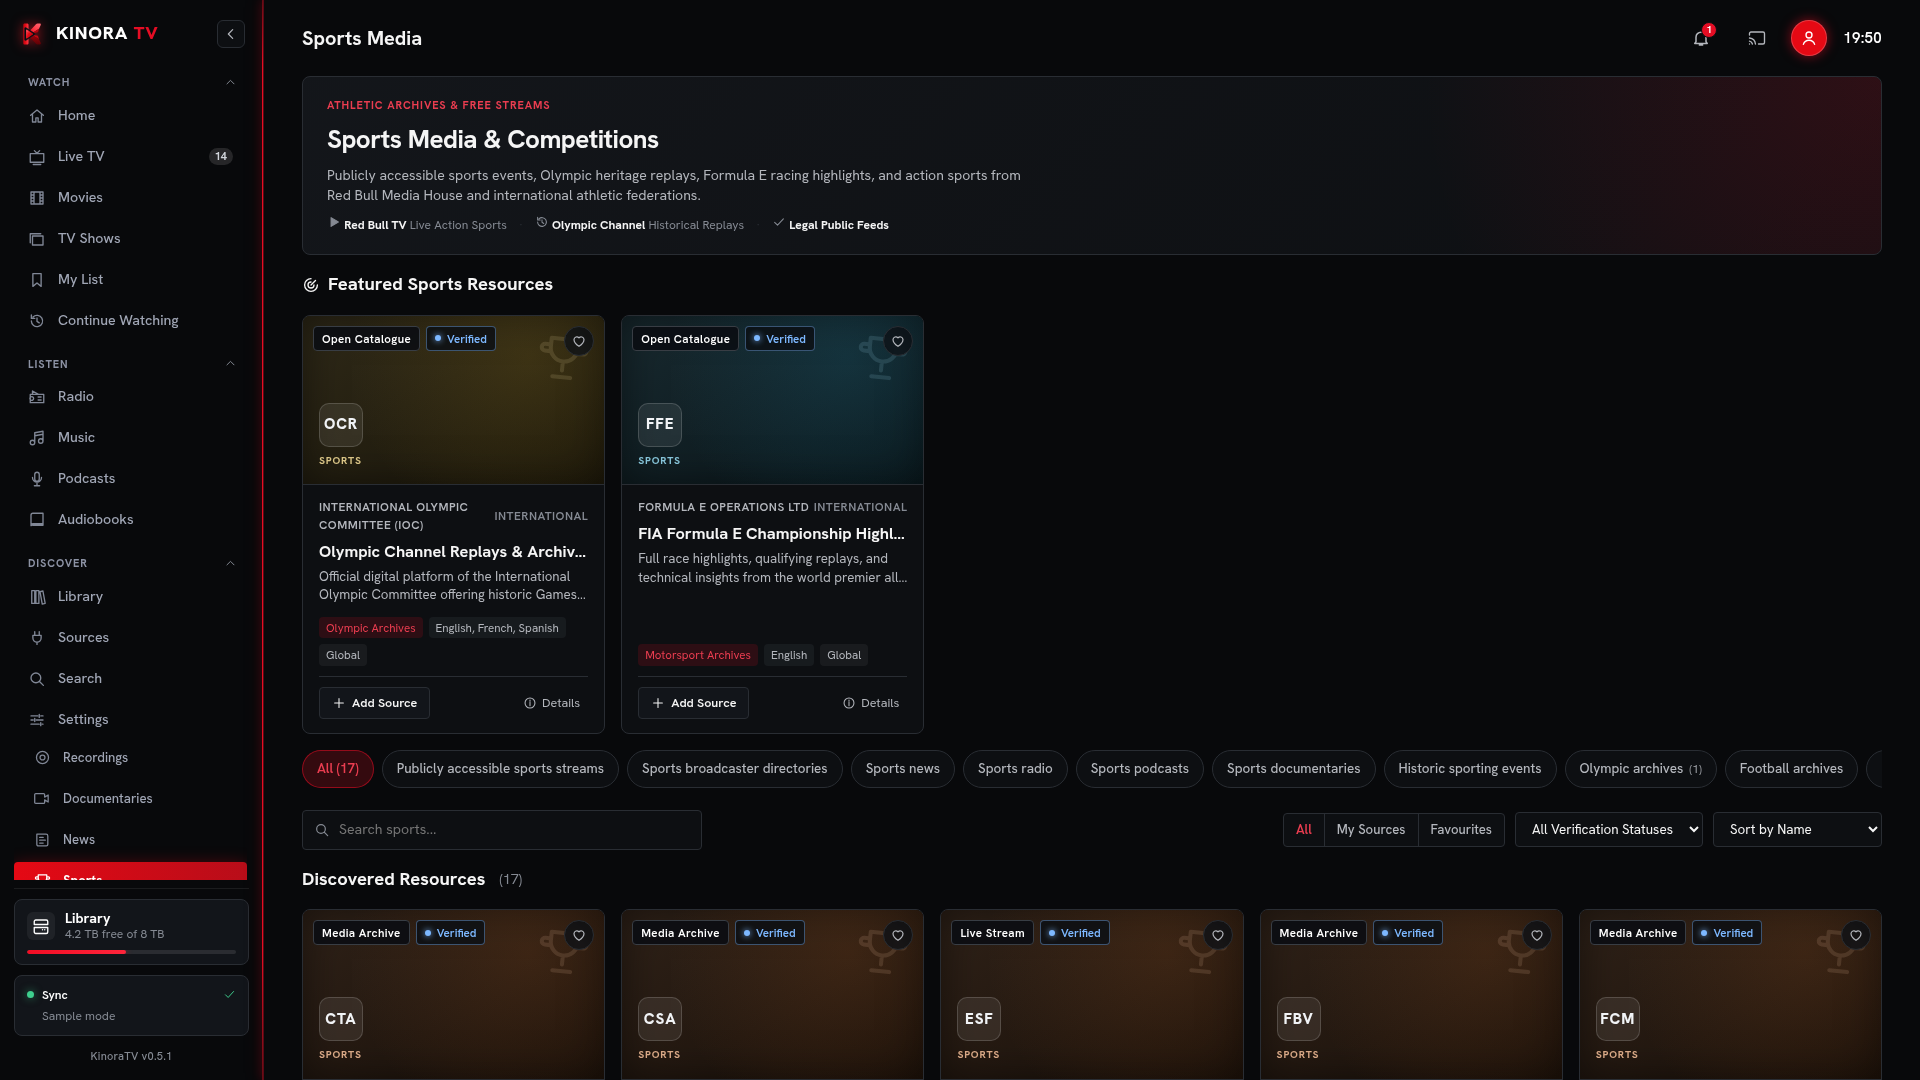 KINORA TV
WATCH
Home
Live TV
14
Movies
TV Shows
My List
Continue Watching
LISTEN
Radio
Music
Podcasts
Audiobooks
DISCOVER
Library
Sources
Search
Settings
Recordings
Documentaries
News
Sports
Library
4.2 TB free of 8 TB
Sync
Sample mode
KinoraTV v0.5.1
Sports Media
1
19:50
ATHLETIC ARCHIVES & FREE STREAMS
Sports Media & Competitions
Publicly accessible sports events, Olympic heritage replays, Formula E racing highlights, and action sports from
Red Bull Media House and international athletic federations.
Red Bull TV Live Action Sports · Olympic Channel Historical Replays · Legal Public Feeds
Featured Sports Resources
Open Catalogue
Verified
OCR
SPORTS
INTERNATIONAL OLYMPIC
COMMITTEE (IOC)
INTERNATIONAL
Olympic Channel Replays & Archiv...
Official digital platform of the International
Olympic Committee offering historic Games...
Olympic Archives
English, French, Spanish
Global
Add Source
Details
Open Catalogue
Verified
FFE
SPORTS
FORMULA E OPERATIONS LTD
INTERNATIONAL
FIA Formula E Championship Highl...
Full race highlights, qualifying replays, and
technical insights from the world premier all...
Motorsport Archives
English
Global
Add Source
Details
All (17)
Publicly accessible sports streams
Sports broadcaster directories
Sports news
Sports radio
Sports podcasts
Sports documentaries
Historic sporting events
Olympic archives (1)
Football archives
Search sports...
All
My Sources
Favourites
All Verification Statuses
Sort by Name
Discovered Resources (17)
Media Archive
Verified
CTA
SPORTS
Media Archive
Verified
CSA
SPORTS
Live Stream
Verified
ESF
SPORTS
Media Archive
Verified
FBV
SPORTS
Media Archive
Verified
FCM
SPORTS